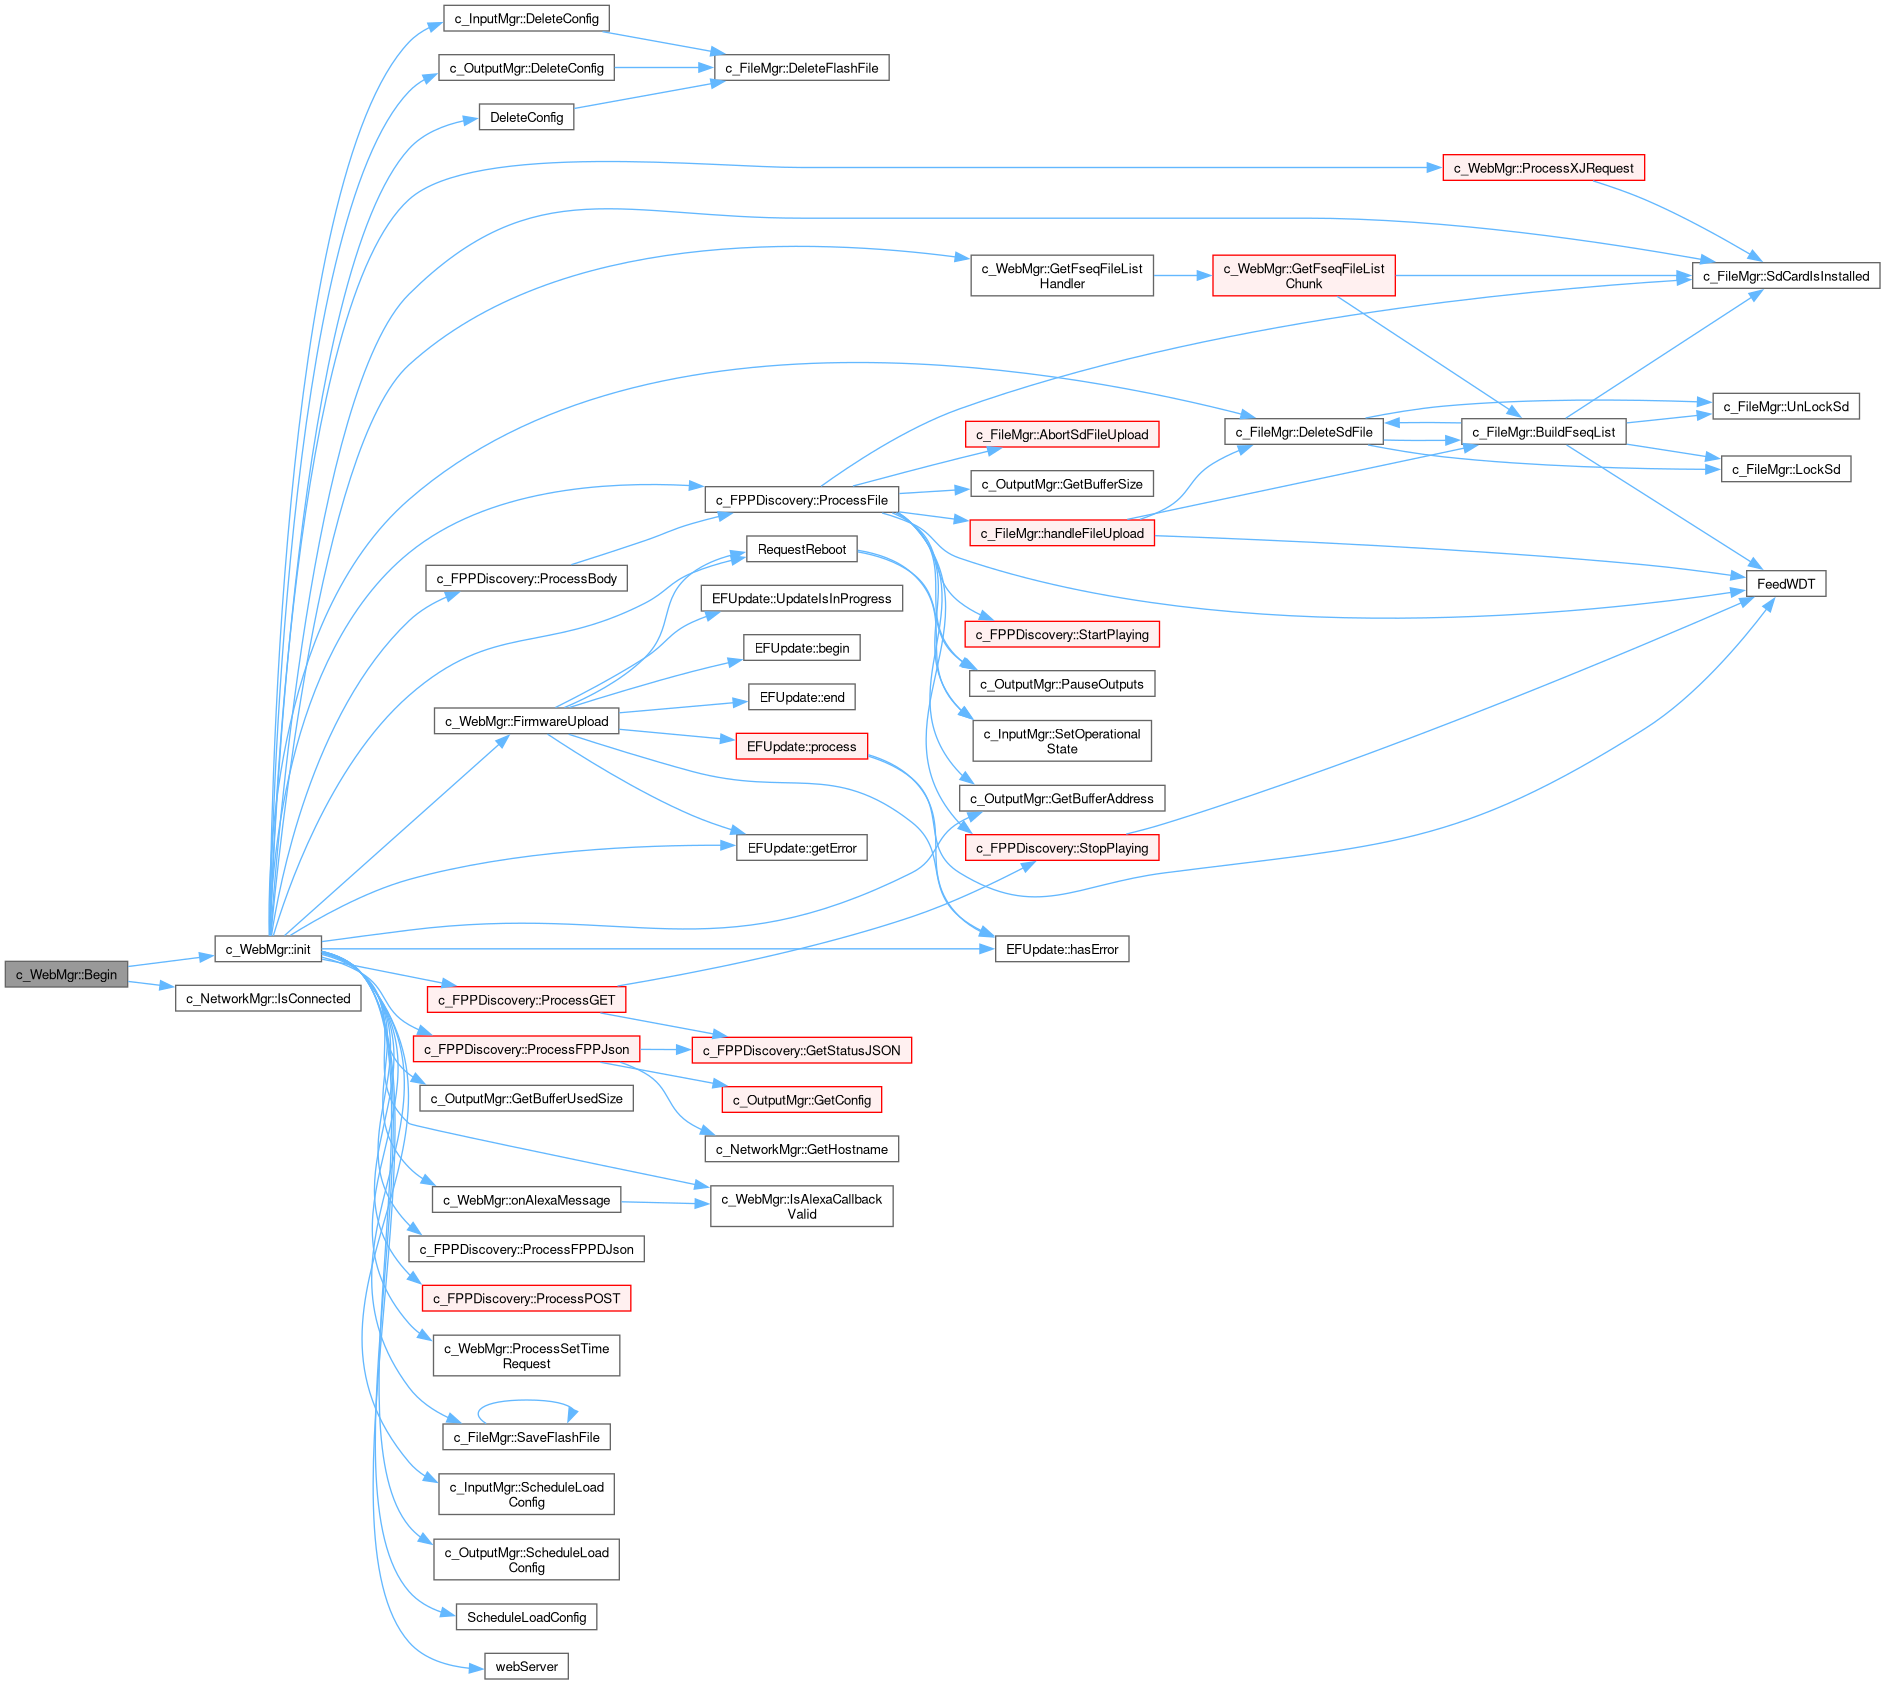 c_InputMgr::DeleteConfig
c_OutputMgr::DeleteConfig
c_FileMgr::DeleteFlashFile
DeleteConfig
c_WebMgr::ProcessXJRequest
c_WebMgr::GetFseqFileList
Handler
c_WebMgr::GetFseqFileList
Chunk
c_FileMgr::SdCardIsInstalled
c_FileMgr::UnLockSd
c_FileMgr::AbortSdFileUpload
c_FileMgr::DeleteSdFile
c_FileMgr::BuildFseqList
c_FileMgr::LockSd
c_OutputMgr::GetBufferSize
c_FPPDiscovery::ProcessFile
c_FileMgr::handleFileUpload
RequestReboot
c_FPPDiscovery::ProcessBody
FeedWDT
EFUpdate::UpdateIsInProgress
c_FPPDiscovery::StartPlaying
EFUpdate::begin
c_OutputMgr::PauseOutputs
EFUpdate::end
c_WebMgr::FirmwareUpload
c_InputMgr::SetOperational
State
EFUpdate::process
c_OutputMgr::GetBufferAddress
EFUpdate::getError
c_FPPDiscovery::StopPlaying
c_WebMgr::init
EFUpdate::hasError
c_WebMgr::Begin
c_NetworkMgr::IsConnected
c_FPPDiscovery::ProcessGET
c_FPPDiscovery::ProcessFPPJson
c_FPPDiscovery::GetStatusJSON
c_OutputMgr::GetBufferUsedSize
c_OutputMgr::GetConfig
c_NetworkMgr::GetHostname
c_WebMgr::onAlexaMessage
c_WebMgr::IsAlexaCallback
Valid
c_FPPDiscovery::ProcessFPPDJson
c_FPPDiscovery::ProcessPOST
c_WebMgr::ProcessSetTime
Request
c_FileMgr::SaveFlashFile
c_InputMgr::ScheduleLoad
Config
c_OutputMgr::ScheduleLoad
Config
ScheduleLoadConfig
webServer